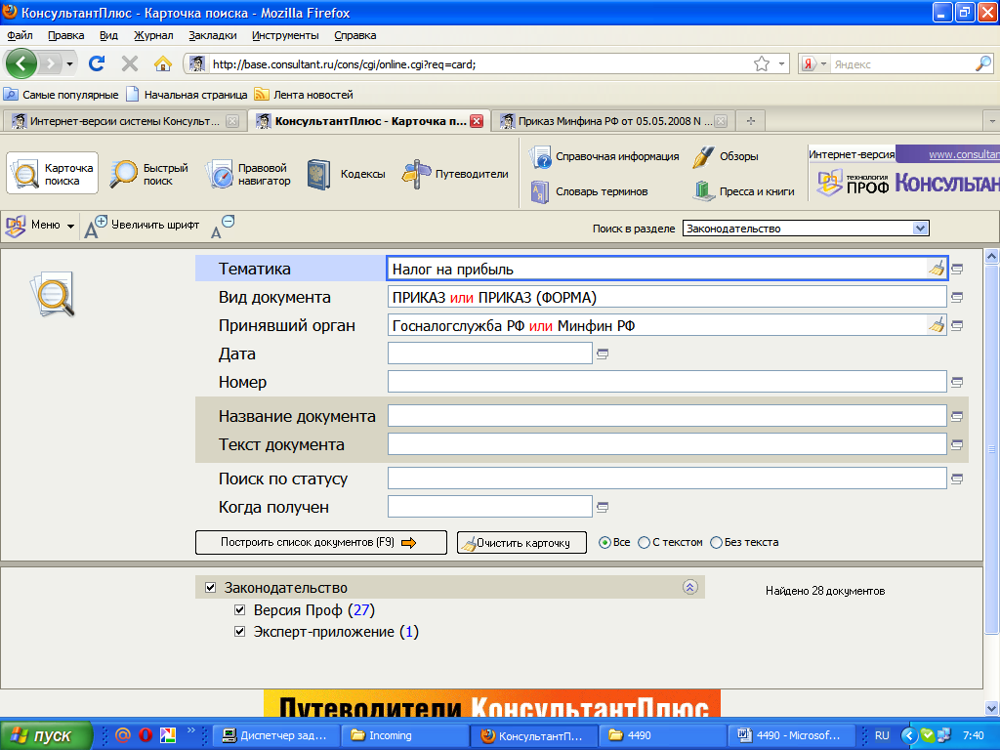 КонсультантПлюс - Карточка поиска - Mozilla Firefox
Файл Правка Вид Журнал Закладки Инструменты Справка
http://base.consultant.ru/cons/cgi/online.cgi?req=card; Я Яндекс
Самые популярные Начальная страница Лента новостей
Интернет-версии системы Консульт... КонсультантПлюс - Карточка п... Приказ Минфина РФ от 05.05.2008 N ...
Карточка поиска
Быстрый поиск
Правовой навигатор
Кодексы
Путеводители
Справочная информация
Словарь терминов
Обзоры
Пресса и книги
Интернет-версия www.consultan
технология ПРОФ Консультан
Меню Увеличить шрифт Поиск в разделе Законодательство
Тематика Налог на прибыль
Вид документа ПРИКАЗ или ПРИКАЗ (ФОРМА)
Принявший орган Госналогслужба РФ или Минфин РФ
Дата
Номер
Название документа
Текст документа
Поиск по статусу
Когда получен
Построить список документов (F9) Очистить карточку Все С текстом Без текста
Законодательство Найдено 28 документов
Версия Проф (27)
Эксперт-приложение (1)
Путеводители КонсультантПлюс
пуск Диспетчер зад... Incoming КонсультантП... 4490 4490 - Microsof... RU 7:40